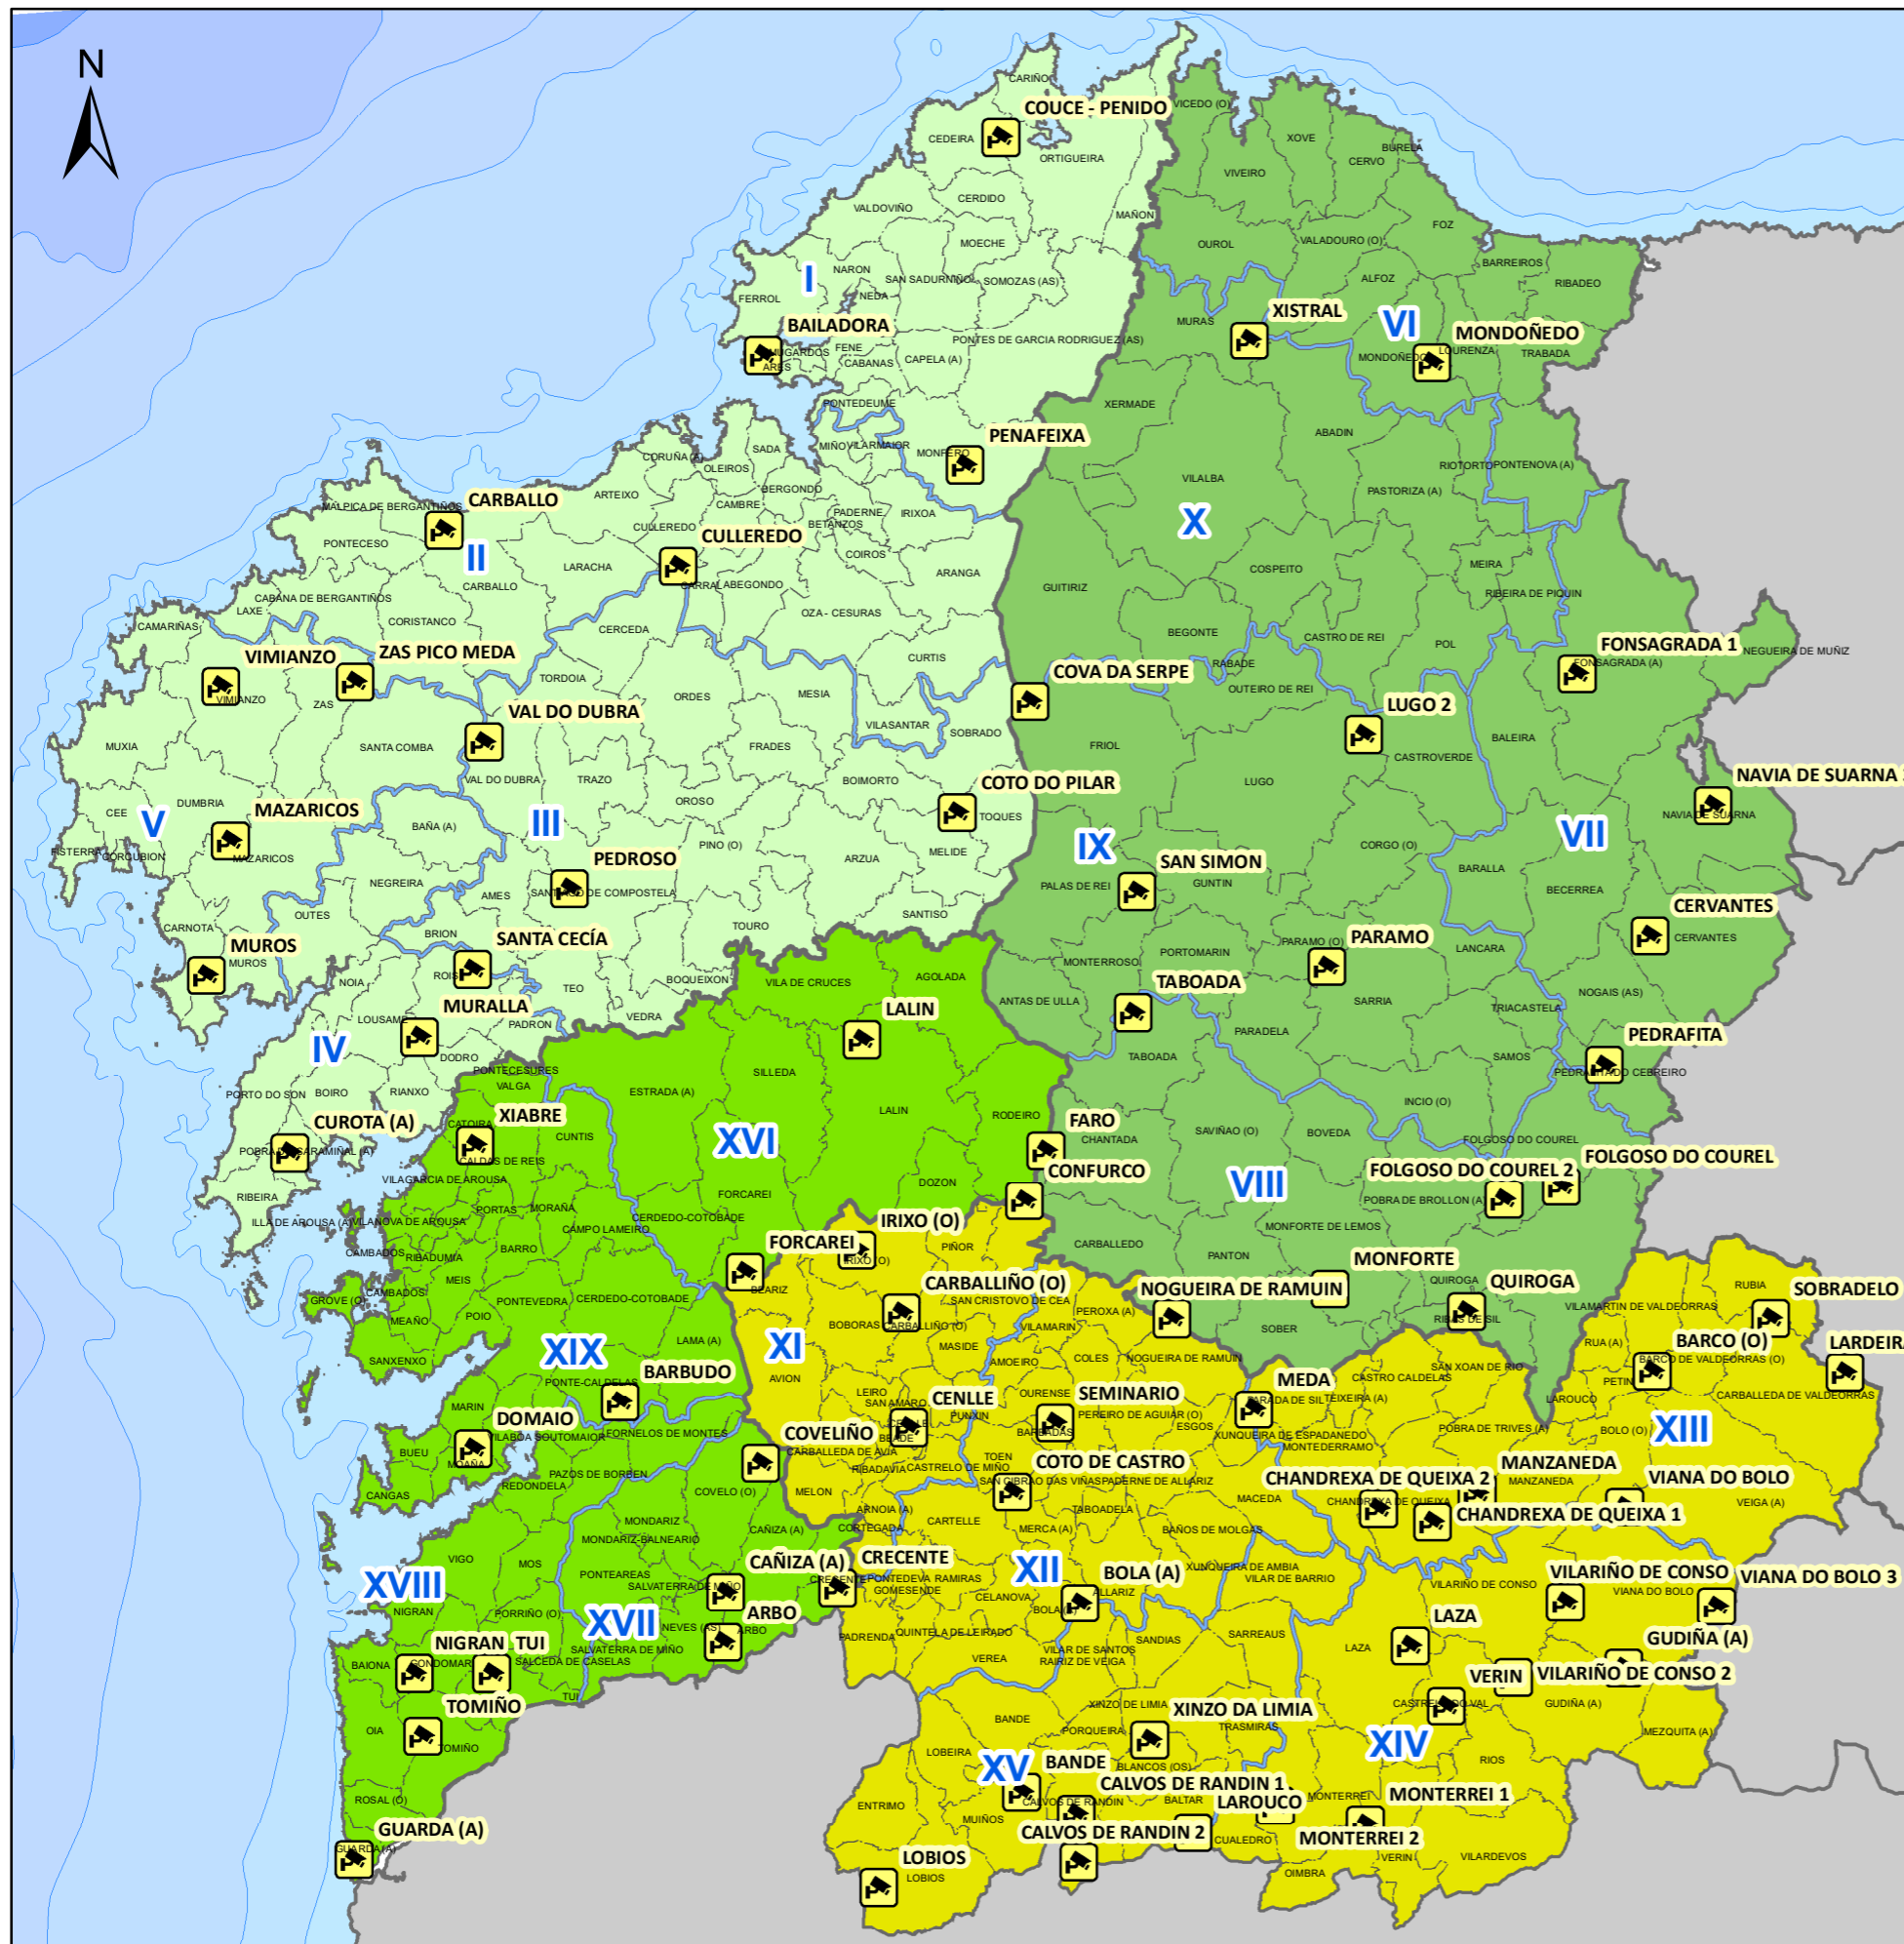 N
CARIÑO
COUCE - PENIDO
VICEDO (O)
CEDEIRA
ORTIGUEIRA
XOVE
BURELA
CERVO
VIVEIRO
CERDIDO
VALDOVIÑO
MAÑON
MOECHE
OUROL
VALADOURO (O)
FOZ
BARREIROS
RIBADEO
I
NARON
SAN SADURNIÑO
SOMOZAS (AS)
ALFOZ
FERROL
NEDA
BAILADORA
MURAS
XISTRAL
VI
MONDOÑEDO
MUGARDOS
ARES
FENE
CABANAS
CAPELA (A)
PONTES DE GARCIA RODRIGUEZ (AS)
MONDOÑEDO
LOURENZA
TRABADA
PONTEDEUME
XERMADE
PENAFEIXA
ABADIN
MIÑO
VILARMAIOR
MONFERO
SADA
CORUÑA (A)
OLEIROS
RIOTORTO
PONTENOVA (A)
VILALBA
BERGONDO
ARTEIXO
CARBALLO
MALPICA DE BERGANTIÑOS
CAMBRE
PADERNE
IRIXOA
PASTORIZA (A)
X
CULLEREDO
BETANZOS
CULLEREDO
PONTECESO
II
LARACHA
COIROS
CARBALLO
CARRAL
ABEGONDO
ARANGA
GUITIRIZ
COSPEITO
MEIRA
RIBEIRA DE PIQUIN
CABANA DE BERGANTIÑOS
LAXE
CORISTANCO
OZA - CESURAS
CAMARIÑAS
CERCEDA
BEGONTE
CASTRO DE REI
POL
FONSAGRADA 1
NEGUEIRA DE MUÑIZ
VIMIANZO
ZAS PICO MEDA
CURTIS
COVA DA SERPE
RABADE
FONSAGRADA (A)
TORDOIA
ORDES
MESIA
OUTEIRO DE REI
VIMIANZO
ZAS
VAL DO DUBRA
VILASANTAR
SOBRADO
LUGO 2
BALEIRA
MUXIA
SANTA COMBA
FRADES
FRIOL
CASTROVERDE
VAL DO DUBRA
TRAZO
BOIMORTO
COTO DO PILAR
LUGO
NAVIA DE SUARNA
CEE
DUMBRIA
MAZARICOS
V
OROSO
TOQUES
NAVIA DE SUARNA
BAÑA (A)
III
IX
VII
FISTERRA
CORCUBION
MAZARICOS
PEDROSO
PINO (O)
ARZUA
MELIDE
SAN SIMON
CORGO (O)
BARALLA
NEGREIRA
AMES
SANTIAGO DE COMPOSTELA
PALAS DE REI
GUNTIN
BECERREA
OUTES
SANTISO
CERVANTES
CARNOTA
BRION
SANTA CECÍA
TOURO
PARAMO (O)
PARAMO
LANCARA
CERVANTES
MUROS
MUROS
ROIS
MONTERROSO
PORTOMARIN
NOIA
TEO
BOQUEIXON
VILA DE CRUCES
AGOLADA
TABOADA
NOGAIS (AS)
MURALLA
LALIN
ANTAS DE ULLA
SARRIA
TRIACASTELA
LOUSAME
PADRON
VEDRA
PARADELA
PEDRAFITA
IV
DODRO
TABOADA
SAMOS
PEDRAFITA DO CEBREIRO
PONTECESURES
SILLEDA
VALGA
PORTO DO SON
BOIRO
RIANXO
ESTRADA (A)
LALIN
INCIO (O)
CUROTA (A)
XIABRE
RODEIRO
FARO
CATOIRA
CUNTIS
XVI
CHANTADA
SAVIÑAO (O)
BOVEDA
FOLGOSO DO COUREL
POBRA DO CARAMIÑAL (A)
CALDAS DE REIS
CONFURCO
FOLGOSO DO COUREL 2
FOLGOSO DO COUREL
VILAGARCIA DE AROUSA
DOZON
VIII
RIBEIRA
FORCAREI
POBRA DE BROLLON (A)
ILLA DE AROUSA (A)
VILANOVA DE AROUSA
PORTAS
MORAÑA
CERDEDO-COTOBADE
IRIXO (O)
CAMPO LAMEIRO
MONFORTE DE LEMOS
CAMBADOS
RIBADUMIA
BARRO
FORCAREI
PIÑOR
CARBALLEDO
PANTON
MONFORTE
IRIXO (O)
MEIS
CAMBADOS
CARBALLIÑO (O)
NOGUEIRA DE RAMUIN
QUIROGA
QUIROGA
RUBIA
SOBRADELO
GROVE (O)
PONTEVEDRA
CERDEDO-COTOBADE
BEARIZ
SAN CRISTOVO DE CEA
PEROXA (A)
MEAÑO
POIO
BOBORAS
CARBALLIÑO (O)
VILAMARIN
SOBER
RIBAS DE SIL
VILAMARTIN DE VALDEORRAS
XIX
LAMA (A)
XI
MASIDE
RUA (A)
BARCO (O)
LARDEIRA
SANXENXO
AMOEIRO
COLES
NOGUEIRA DE RAMUIN
SAN XOAN DE RIO
BARCO DE VALDEORRAS (O)
PONTE-CALDELAS
BARBUDO
AVION
MEDA
CASTRO CALDELAS
PETIN
LEIRO
CENLLE
OURENSE
SEMINARIO
PARADA DE SIL
TEIXEIRA (A)
LAROUCO
CARBALLEDA DE VALDEORRAS
MARIN
DOMAIO
SAN AMARO
PUNXIN
PEREIRO DE AGUIAR (O)
ESGOS
VILABOA
SOUTOMAIOR
FORNELOS DE MONTES
COVELIÑO
CENLLE
BARBADAS
XUNQUEIRA DE ESPADANEDO
POBRA DE TRIVES (A)
BOLO (O)
XIII
BUEU
MOAÑA
CARBALLEDA DE AVIA
BEADE
TOEN
COTO DE CASTRO
MONTEDERRAMO
MANZANEDA
PAZOS DE BORBEN
RIBADAVIA
CASTRELO DE MIÑO
SAN CIBRAO DAS VIÑAS
PADERNE DE ALLARIZ
CHANDREXA DE QUEIXA 2
MANZANEDA
VIANA DO BOLO
CANGAS
REDONDELA
COVELO (O)
MELON
ARNOIA (A)
TABOADELA
MACEDA
CHANDREXA DE QUEIXA
CHANDREXA DE QUEIXA 1
VEIGA (A)
MONDARIZ
CAÑIZA (A)
CORTEGADA
CARTELLE
MERCA (A)
BAÑOS DE MOLGAS
MONDARIZ-BALNEARIO
VIGO
MOS
CAÑIZA (A)
CRECENTE
XII
BOLA (A)
XUNQUEIRA DE AMBIA
VILARIÑO DE CONSO
VIANA DO BOLO 3
XVIII
PONTEAREAS
SALVATERRA DE MIÑO
CRECENTE
PONTEDEVA
RAMIRAS
VILAR DE BARRIO
VILARIÑO DE CONSO
VIANA DO BOLO
GOMESENDE
CELANOVA
ALLARIZ
NIGRAN
PORRIÑO (O)
XVII
ARBO
BOLA (A)
LAZA
NEVES (AS)
ARBO
PADRENDA
QUINTELA DE LEIRADO
SANDIAS
SARREAUS
LAZA
GUDIÑA (A)
NIGRAN
TUI
SALVATERRA DE MIÑO
VEREA
VILAR DE SANTOS
RAIRIZ DE VEIGA
BAIONA
SALCEDA DE CASELAS
VERIN
VILARIÑO DE CONSO 2
TUI
TOMIÑO
XINZO DE LIMIA
XINZO DA LIMIA
CASTRELO DO VAL
GUDIÑA (A)
OIA
BANDE
PORQUEIRA
TRASMIRAS
MEZQUITA (A)
TOMIÑO
LOBEIRA
XV
BANDE
BLANCOS (OS)
XIV
RIOS
ROSAL (O)
ENTRIMO
CALVOS DE RANDIN 1
CALVOS DE RANDIN
BALTAR
LAROUCO
MONTERREI
MONTERREI 1
GUARDA (A)
MUIÑOS
CALVOS DE RANDIN 2
CUALEDRO
MONTERREI 2
GUARDA (A)
LOBIOS
LOBIOS
OIMBRA
VERIN
VILARDEVOS